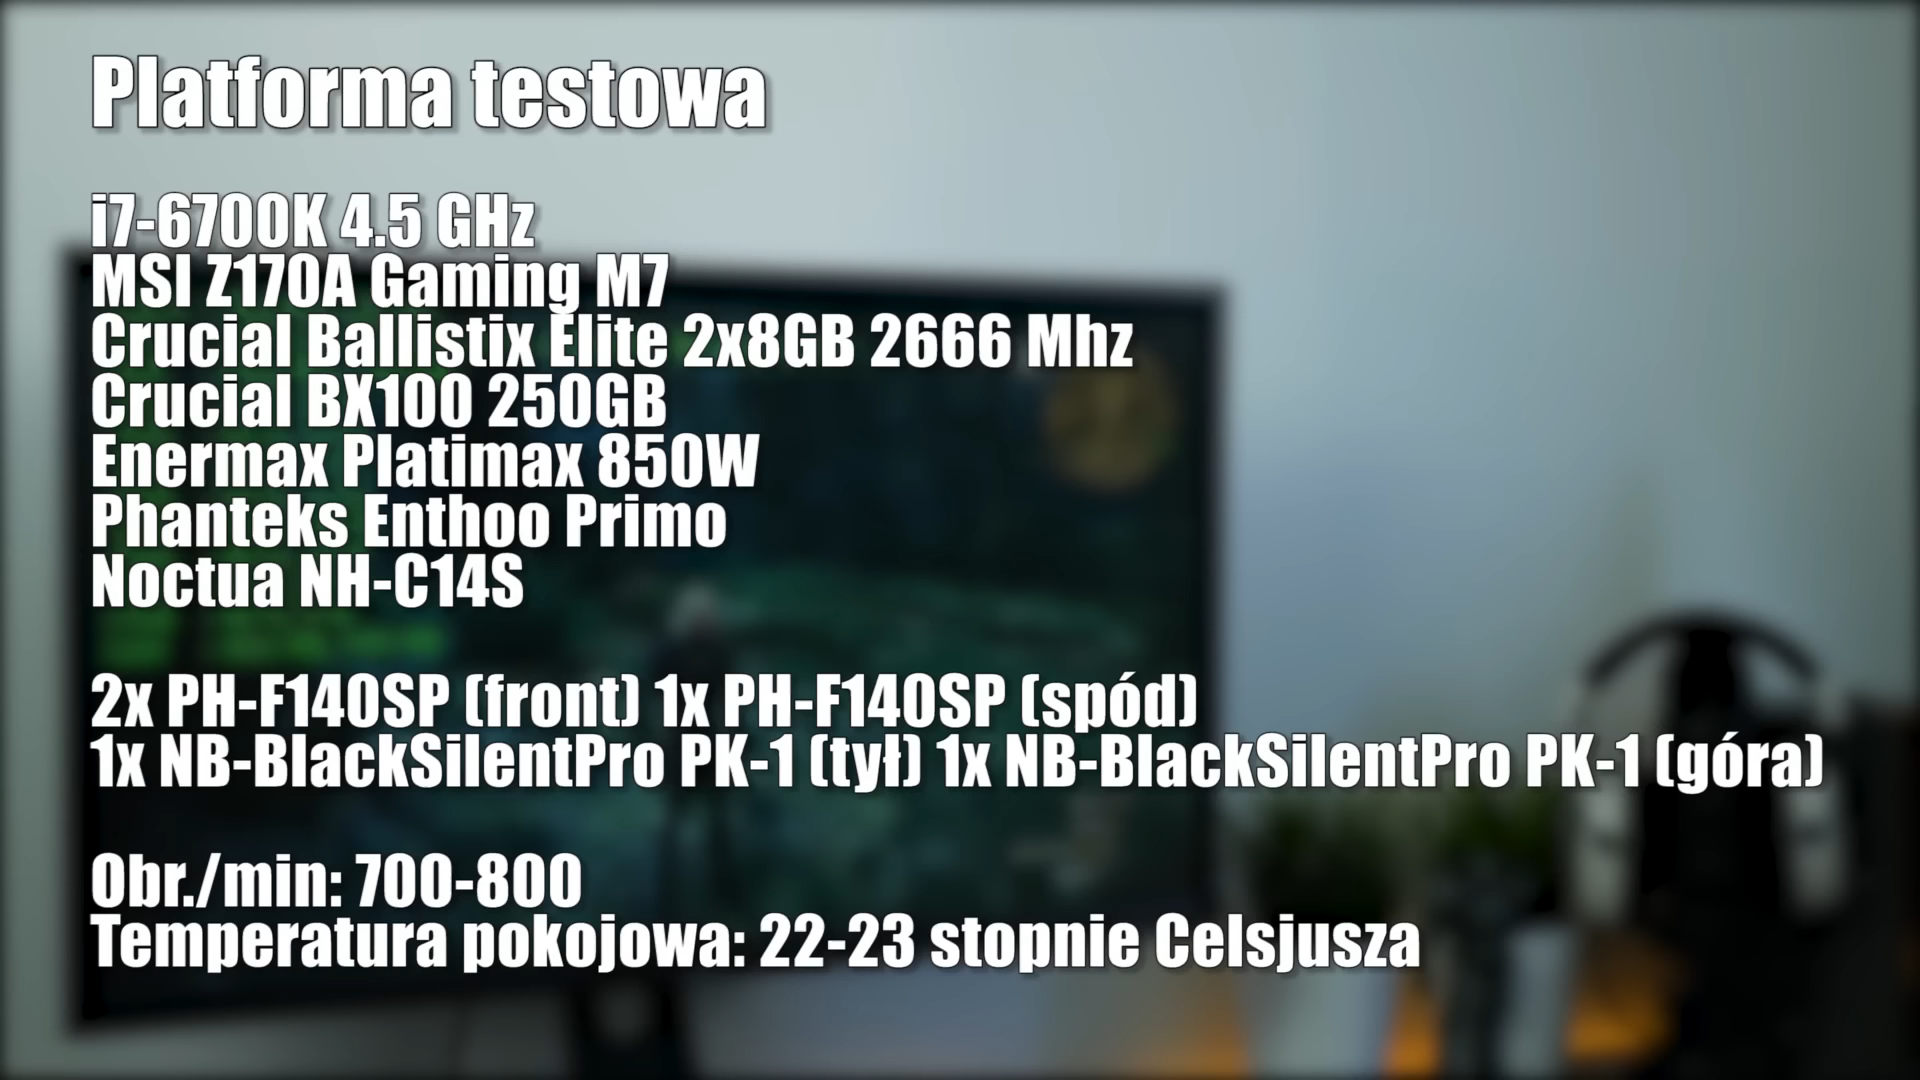 Platforma testowa
i7-6700K 4.5 GHz
MSI Z170A Gaming M7
Crucial Ballistix Elite 2x8GB 2666 Mhz
Crucial BX100 250GB
Enermax Platimax 850W
Phanteks Enthoo Primo
Noctua NH-C14S
2x PH-F140SP (front) 1x PH-F140SP (spód)
1x NB-BlackSilentPro PK-1 (tył) 1x NB-BlackSilentPro PK-1 (góra)
Obr./min: 700-800
Temperatura pokojowa: 22-23 stopnie Celsjusza